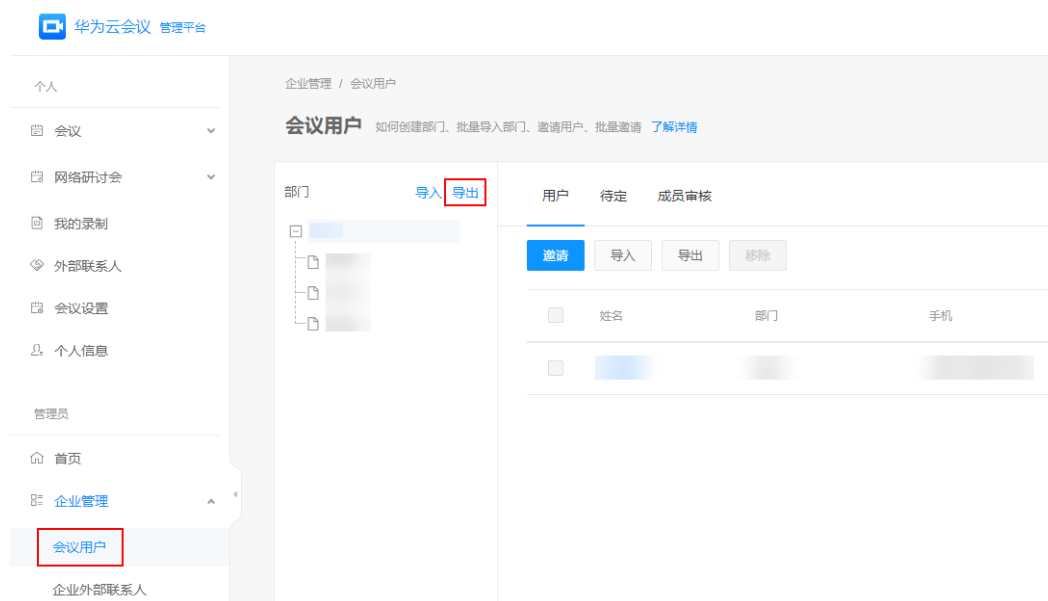 华为云会议 管理平台
个人
会议
网络研讨会
我的录制
外部联系人
会议设置
个人信息
管理员
首页
企业管理
会议用户
企业外部联系人
企业管理 / 会议用户
会议用户 如何创建部门、批量导入部门、邀请用户、批量邀请 了解详情
部门 导入 导出
用户 待定 成员审核
邀请 导入 导出 移除
姓名 部门 手机